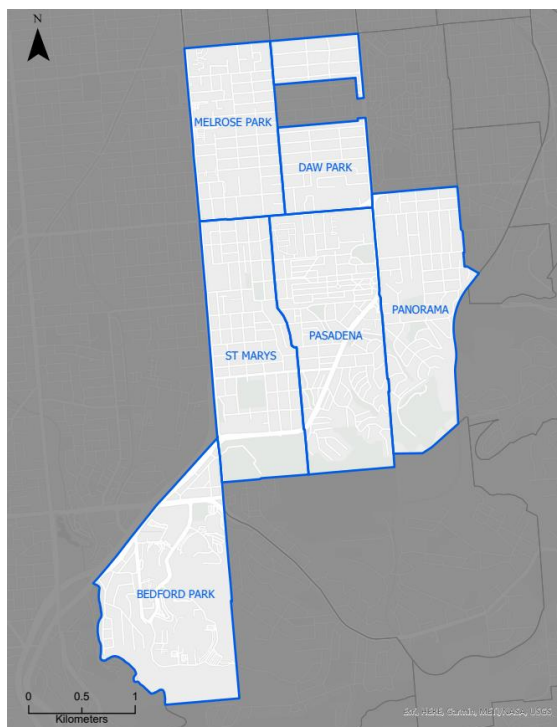 N
MELROSE PARK
DAW PARK
PANORAMA
PASADENA
ST MARYS
BEDFORD PARK
0 0.5 1
Kilometers
Esri, HERE, Garmin, METI/NASA, USGS